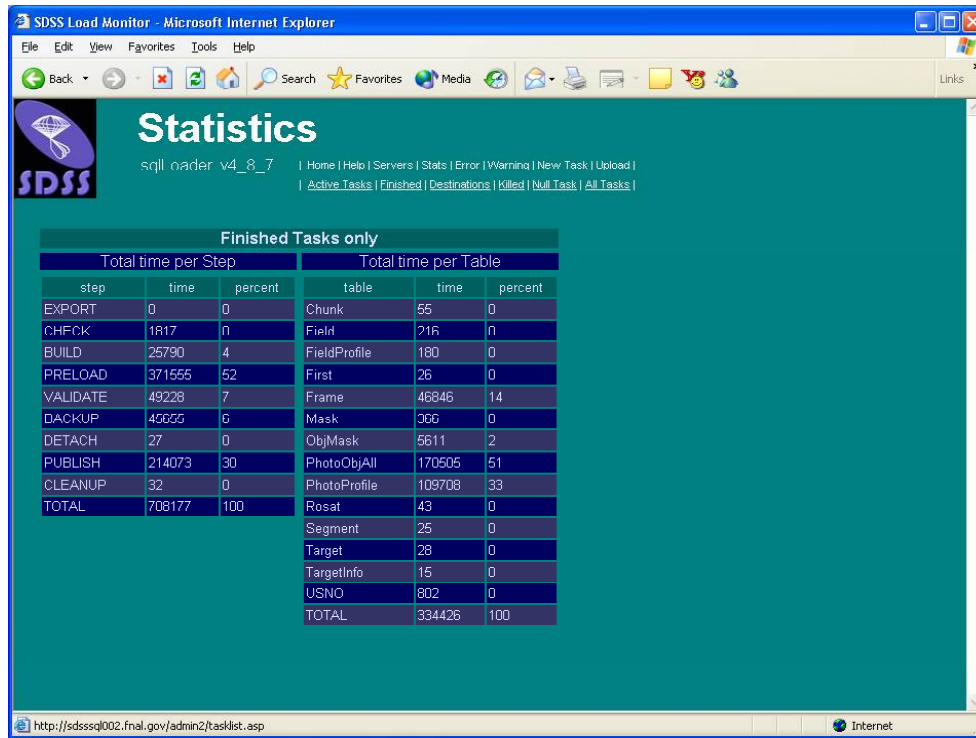 SDSS Load Monitor - Microsoft Internet Explorer
File Edit View Favorites Tools Help
Back Search Favorites Media Links
SDSS
Statistics
sqlLoader v4_8_7
| Home | Help | Servers | Stats | Error | Warning | New Task | Upload |
| Active Tasks | Finished | Destinations | Killed | Null Task | All Tasks |
Finished Tasks only
Total time per Step Total time per Table
step time percent table time percent
EXPORT 0 0 Chunk 55 0
CHECK 1817 0 Field 216 0
BUILD 25790 4 FieldProfile 180 0
PRELOAD 371555 52 First 26 0
VALIDATE 49228 7 Frame 46846 14
BACKUP 45655 6 Mask 366 0
DETACH 27 0 ObjMask 5611 2
PUBLISH 214073 30 PhotoObjAll 170505 51
CLEANUP 32 0 PhotoProfile 109708 33
TOTAL 708177 100 Rosat 43 0
Segment 25 0
Target 28 0
TargetInfo 15 0
USNO 802 0
TOTAL 334426 100
http://sdsssql002.fnal.gov/admin2/tasklist.asp Internet